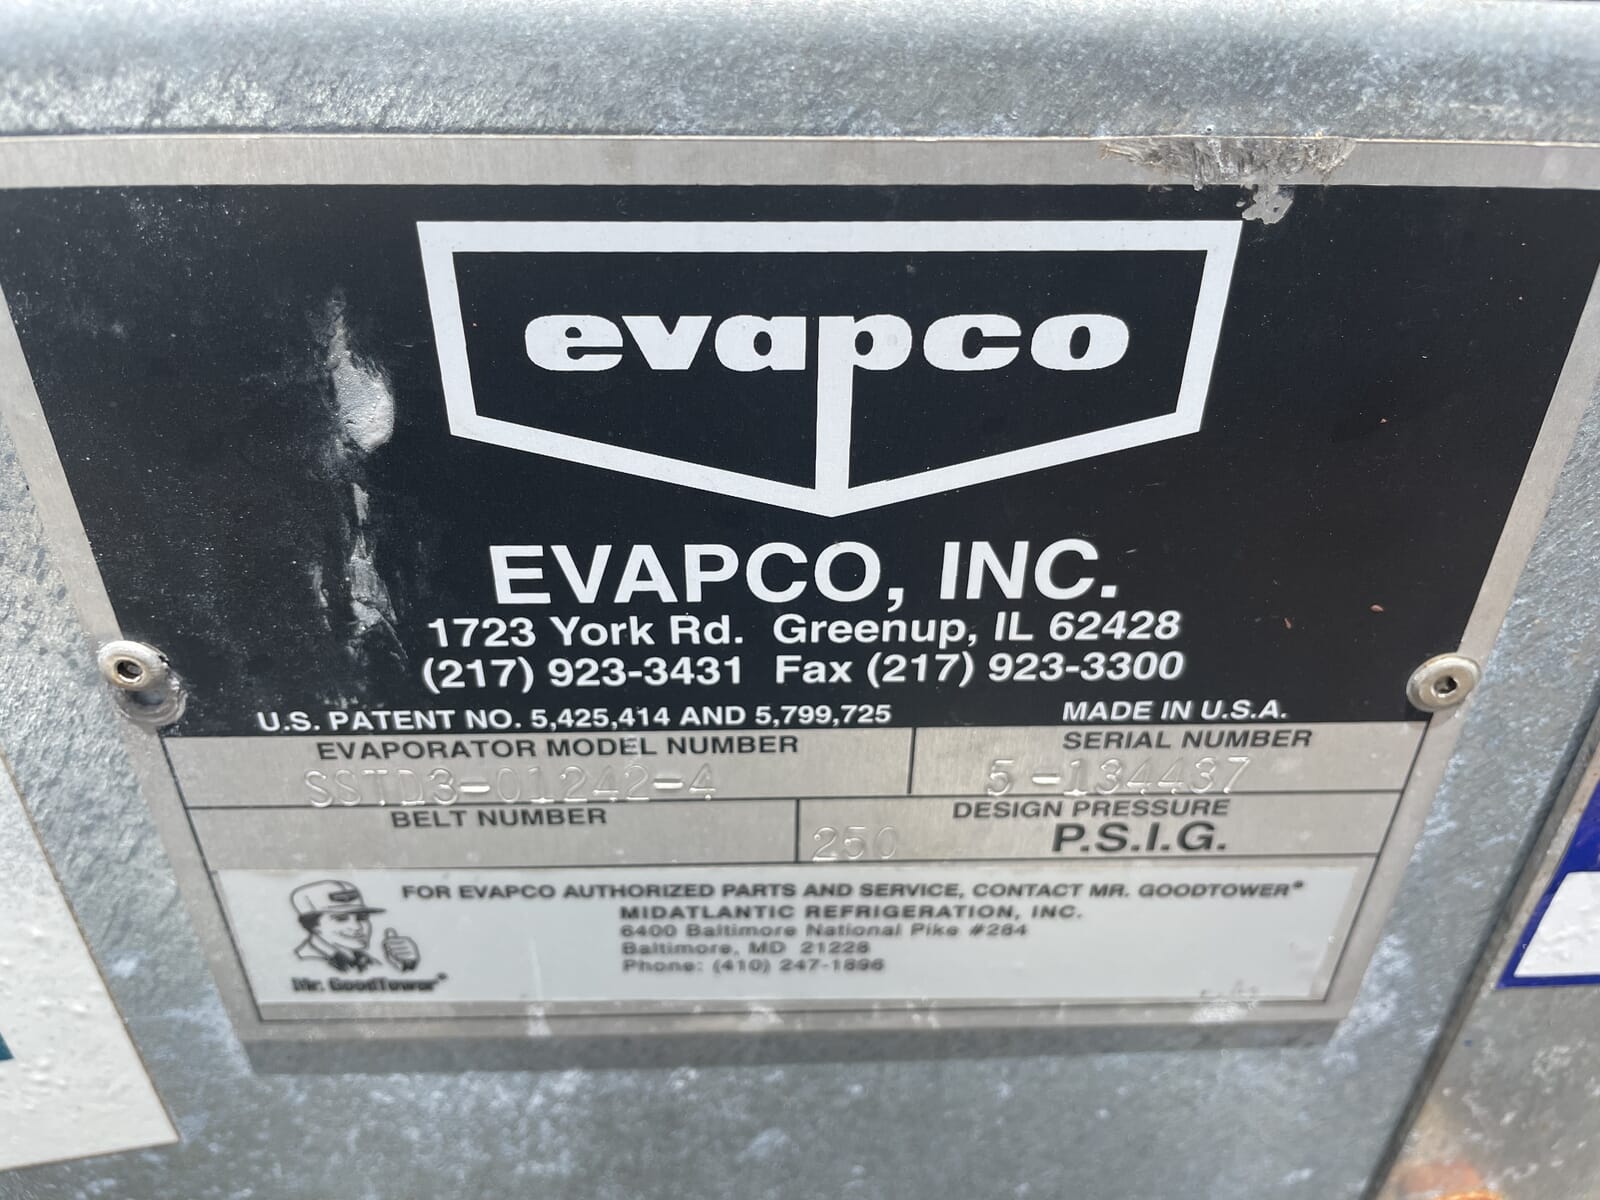 evapco
EVAPCO, INC.
1723 York Rd. Greenup, IL 62428
(217) 923-3431 Fax (217) 923-3300
U.S. PATENT NO. 5,425,414 AND 5,799,725 MADE IN U.S.A.
EVAPORATOR MODEL NUMBER SERIAL NUMBER
SSTD3-01242-4 5-134437
BELT NUMBER DESIGN PRESSURE
250 P.S.I.G.
FOR EVAPCO AUTHORIZED PARTS AND SERVICE, CONTACT MR. GOODTOWER®
MIDATLANTIC REFRIGERATION, INC.
6400 Baltimore National Pike #284
Baltimore, MD 21228
Phone: (410) 247-1896
Mr. GoodTower®